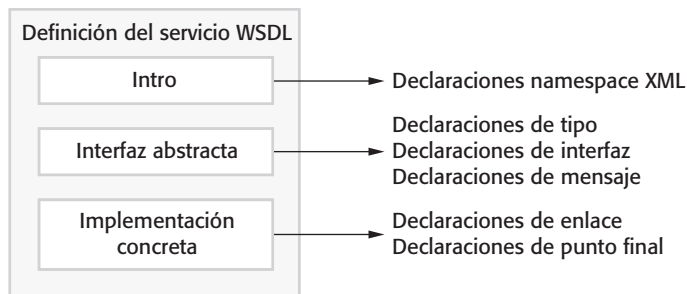 Definición del servicio WSDL
Intro
Declaraciones namespace XML
Interfaz abstracta
Declaraciones de tipo
Declaraciones de interfaz
Declaraciones de mensaje
Implementación
concreta
Declaraciones de enlace
Declaraciones de punto final